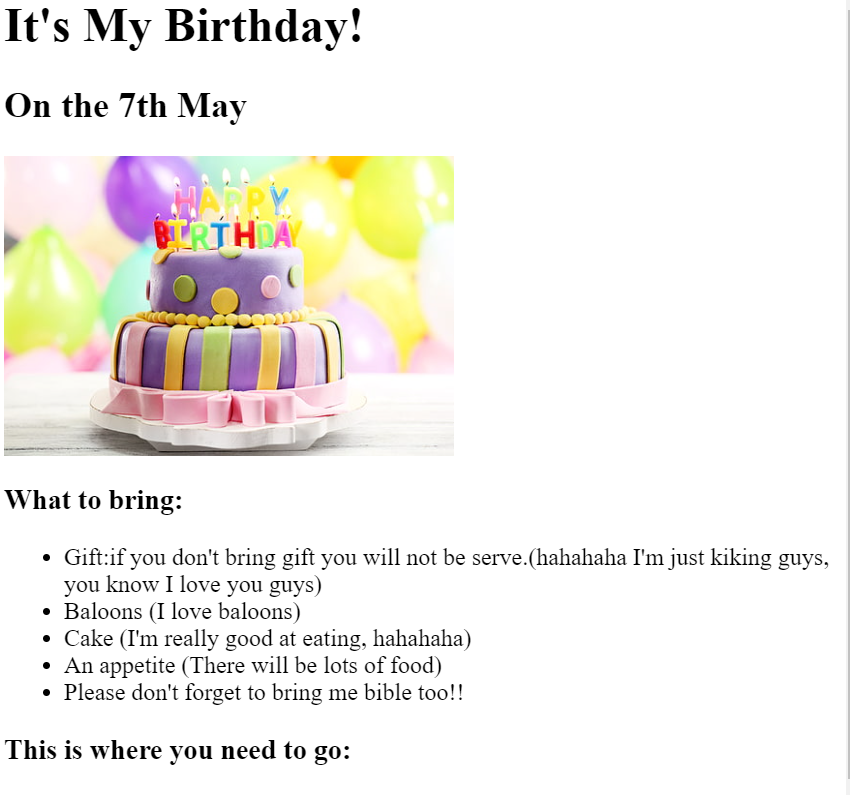 It's My Birthday!
On the 7th May
HAPPY
BIRTHDAY
What to bring:
Gift:if you don't bring gift you will not be serve.(hahahaha I'm just kiking guys,
you know I love you guys)
Baloons (I love baloons)
Cake (I'm really good at eating, hahahaha)
An appetite (There will be lots of food)
Please don't forget to bring me bible too!!
This is where you need to go: